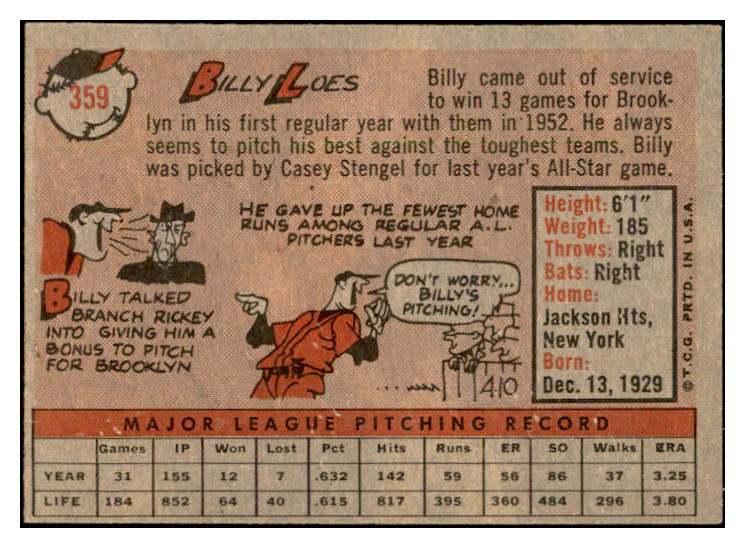 359
BILLY LOES
Billy came out of service
to win 13 games for Brook-
lyn in his first regular year with them in 1952. He always
seems to pitch his best against the toughest teams. Billy
was picked by Casey Stengel for last year's All-Star game.
BILLY TALKED
BRANCH RICKEY
INTO GIVING HIM A
BONUS TO PITCH
FOR BROOKLYN
HE GAVE UP THE FEWEST HOME
RUNS AMONG REGULAR A.L.
PITCHERS LAST YEAR
DON'T WORRY...
BILLY'S
PITCHING!
410
Height: 6'1"
Weight: 185
Throws: Right
Bats: Right
Home:
Jackson Hts,
New York
Born:
Dec. 13, 1929
© T.C.G. PRTD. IN U.S.A.
MAJOR LEAGUE PITCHING RECORD
Games IP Won Lost Pct Hits Runs ER SO Walks ERA
YEAR 31 155 12 7 .632 142 59 56 86 37 3.25
LIFE 184 852 64 40 .615 817 395 360 484 296 3.80